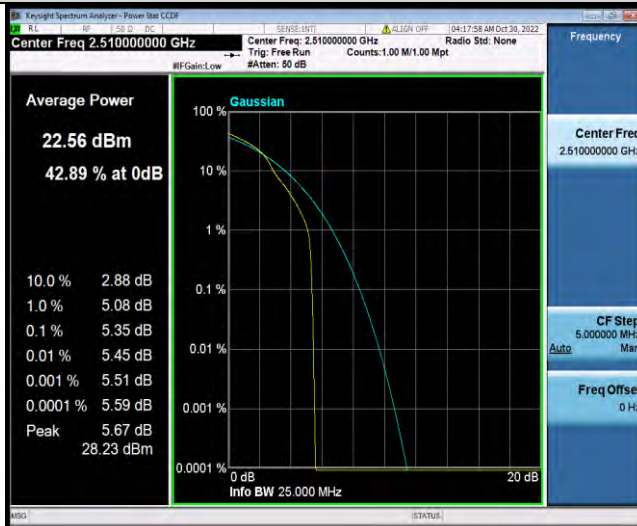 Keysight Spectrum Analyzer - Power Stat CCDF
RL RF 50 Ω DC SENSE:INT ALIGN OFF 04:17:58 AM Oct 30, 2022
Center Freq 2.510000000 GHz
Center Freq: 2.510000000 GHz Radio Std: None
Trig: Free Run Counts:1.00 M/1.00 Mpt
#IFGain:Low #Atten: 50 dB
Frequency
Average Power
22.56 dBm
42.89 % at 0dB
10.0 % 2.88 dB
1.0 % 5.08 dB
0.1 % 5.35 dB
0.01 % 5.45 dB
0.001 % 5.51 dB
0.0001 % 5.59 dB
Peak 5.67 dB
28.23 dBm
Gaussian
100 %
10 %
1 %
0.1 %
0.01 %
0.001 %
0.0001 %
0 dB 20 dB
Info BW 25.000 MHz
Center Freq
2.510000000 GHz
CF Step
5.000000 MHz
Auto Man
Freq Offset
0 Hz
MSG STATUS